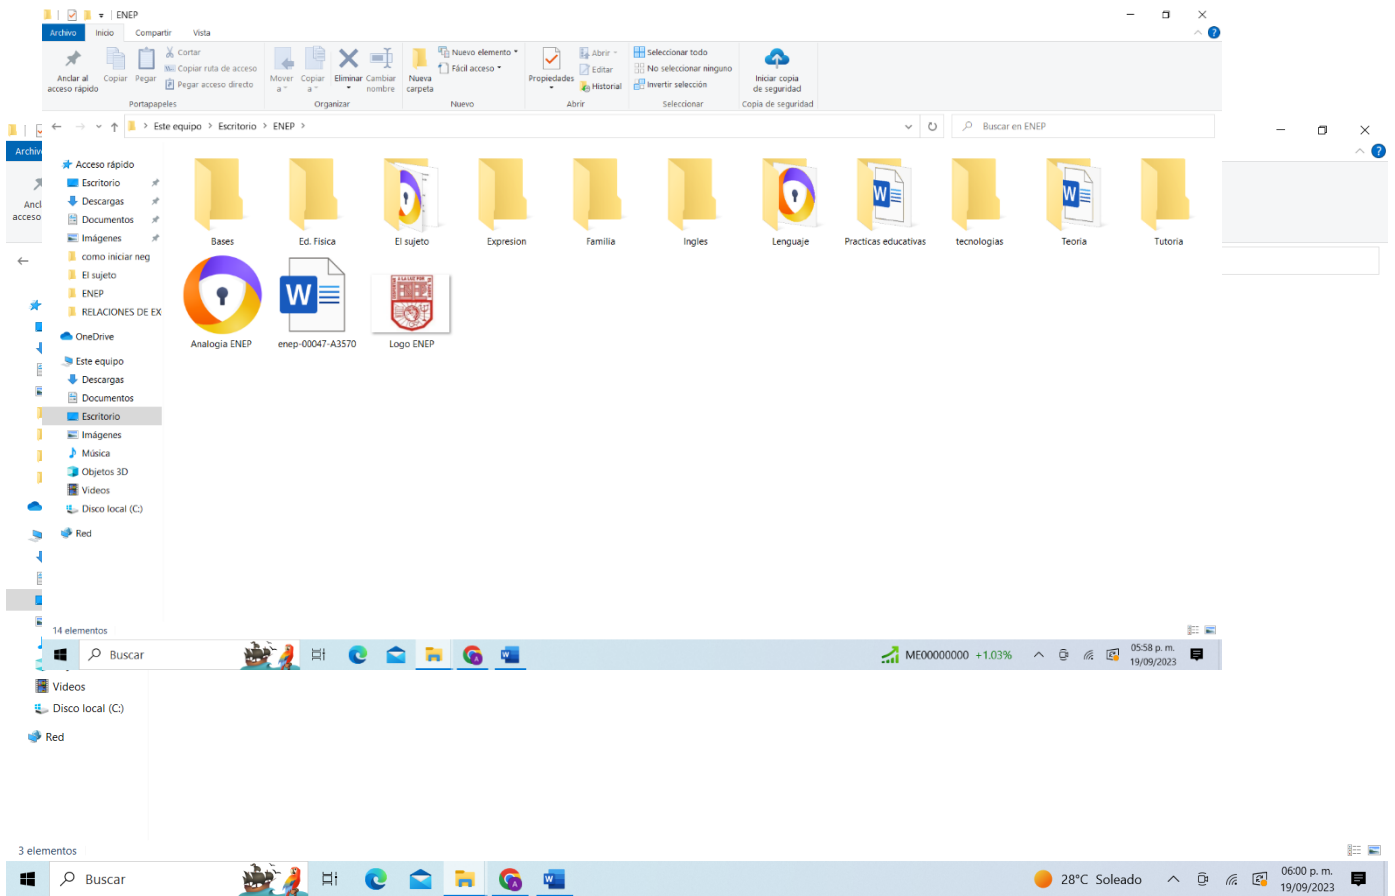 ENEP
Archivo Inicio Compartir Vista
Anclar al acceso rápido
Copiar
Pegar
Cortar
Copiar ruta de acceso
Pegar acceso directo
Portapapeles
Mover a
Copiar a
Eliminar
Cambiar nombre
Organizar
Nueva carpeta
Nuevo elemento
Fácil acceso
Nuevo
Propiedades
Abrir
Editar
Historial
Abrir
Seleccionar todo
No seleccionar ninguno
Invertir selección
Seleccionar
Iniciar copia de seguridad
Copia de seguridad
Este equipo > Escritorio > ENEP >
Buscar en ENEP
Acceso rápido
Escritorio
Descargas
Documentos
Imágenes
como iniciar neg
El sujeto
ENEP
RELACIONES DE EX
OneDrive
Este equipo
Descargas
Documentos
Escritorio
Imágenes
Música
Objetos 3D
Videos
Disco local (C:)
Red
Bases
Ed. Fisica
El sujeto
Expresion
Familia
Ingles
Lenguaje
Practicas educativas
tecnologias
Teoria
Tutoria
Analogia ENEP
enep-00047-A3570
Logo ENEP
14 elementos
Buscar
ME00000000 +1.03%
05:58 p. m.
19/09/2023
Archiv
Ancl
acceso
Videos
Disco local (C:)
Red
3 elementos
Buscar
28°C Soleado
06:00 p. m.
19/09/2023